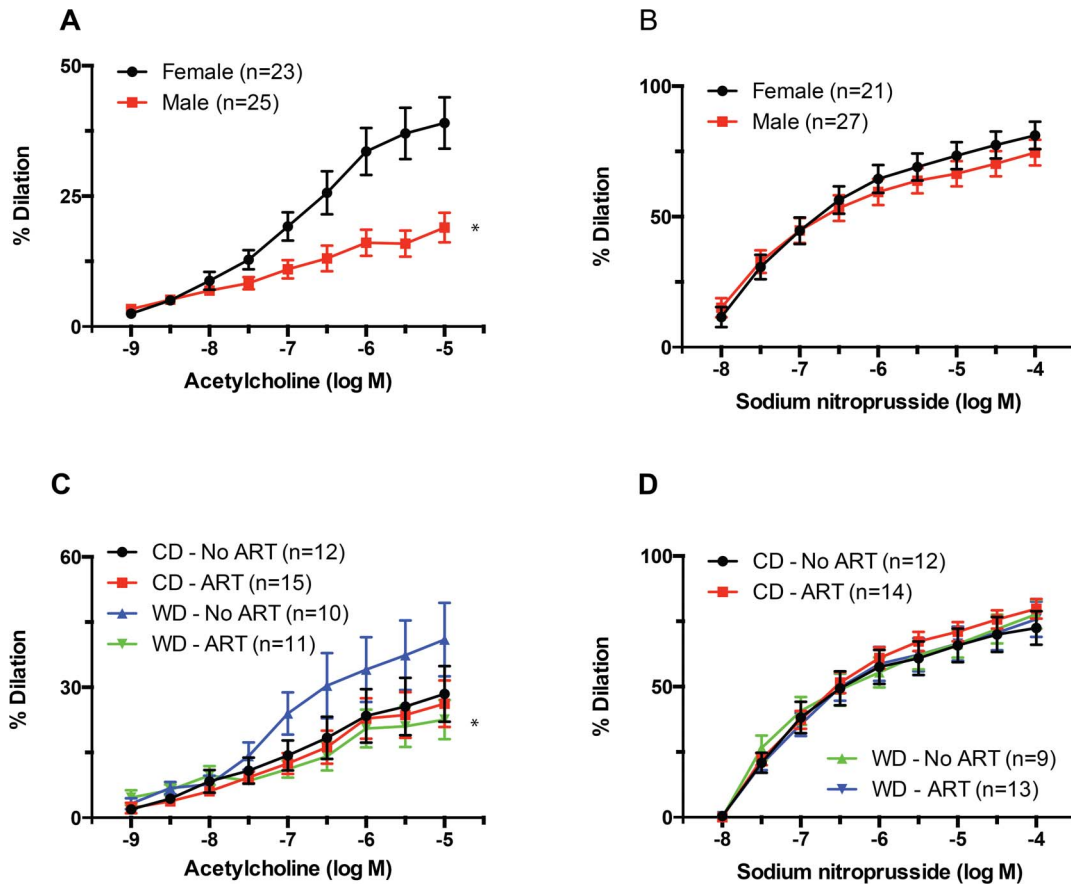 A
50
25
0
% Dilation
Female (n=23)
Male (n=25)
*
-9 -8 -7 -6 -5
Acetylcholine (log M)
B
100
50
0
% Dilation
Female (n=21)
Male (n=27)
-8 -7 -6 -5 -4
Sodium nitroprusside (log M)
C
60
30
0
% Dilation
CD - No ART (n=12)
CD - ART (n=15)
WD - No ART (n=10)
WD - ART (n=11)
*
-9 -8 -7 -6 -5
Acetylcholine (log M)
D
100
50
0
% Dilation
CD - No ART (n=12)
CD - ART (n=14)
WD - No ART (n=9)
WD - ART (n=13)
-8 -7 -6 -5 -4
Sodium nitroprusside (log M)